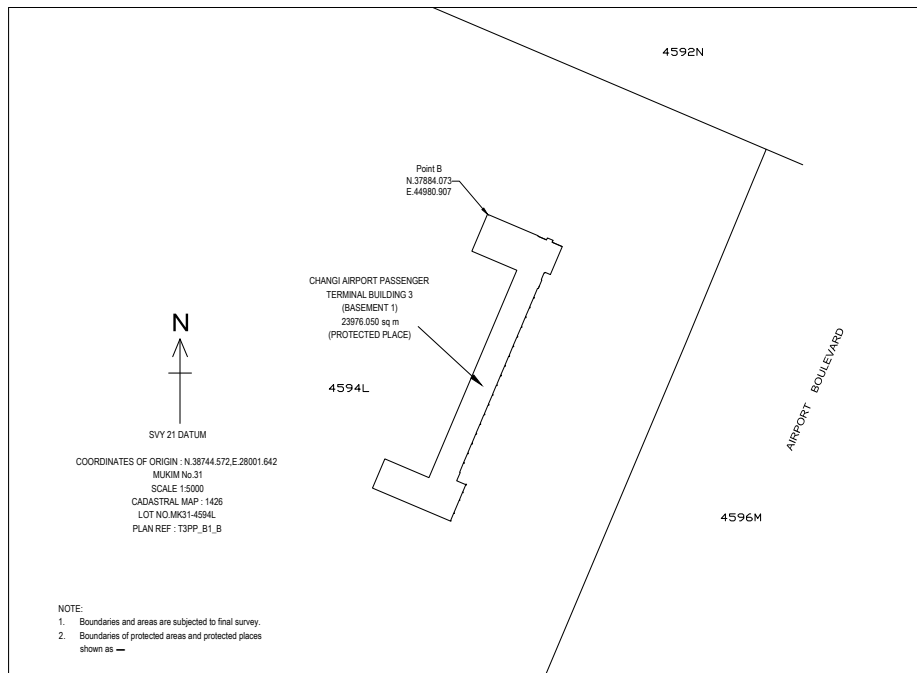 4592N
Point B
N.37884.073
E.44980.907
CHANGI AIRPORT PASSENGER
TERMINAL BUILDING 3
(BASEMENT 1)
23976.050 sq m
(PROTECTED PLACE)
N
4594L
AIRPORT BOULEVARD
SVY 21 DATUM
COORDINATES OF ORIGIN : N.38744.572,E.28001.642
MUKIM No.31
SCALE 1:5000
CADASTRAL MAP : 1426
LOT NO.MK31-4594L
PLAN REF : T3PP_B1_B
4596M
NOTE:
1. Boundaries and areas are subjected to final survey.
2. Boundaries of protected areas and protected places
shown as —